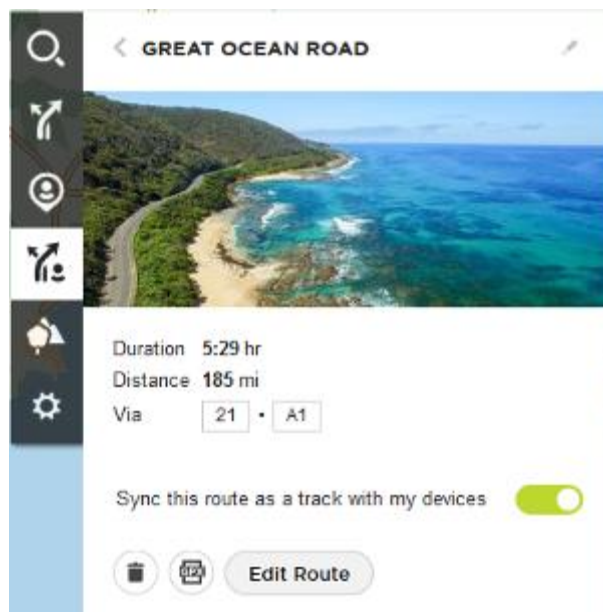 GREAT OCEAN ROAD
Duration 5:29 hr
Distance 185 mi
Via 21 • A1
Sync this route as a track with my devices
GPX Edit Route